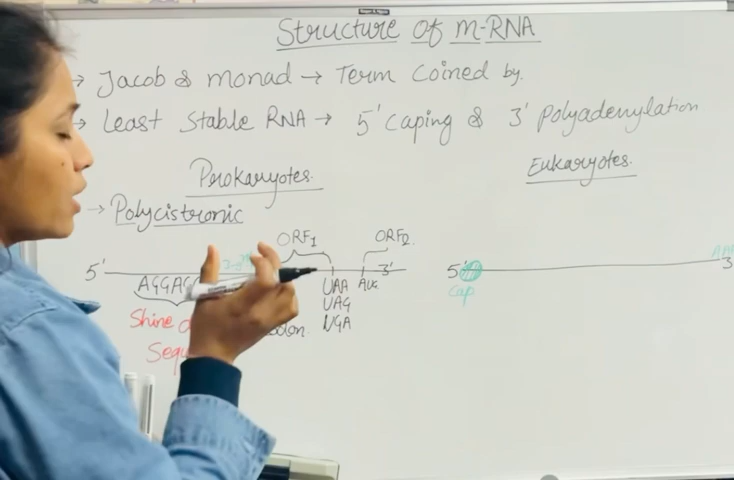 Structure of m-RNA
→ Jacob & monad → Term Coined by.
→ Least Stable RNA → 5' Caping & 3' Polyadenylation
Prokaryotes.
Eukaryotes.
→ Polycistronic
ORF1 ORF2
5' 3'
AGGAG UAA AUG
UAG
UGA
Shine
Sequ
5' 3
Cap